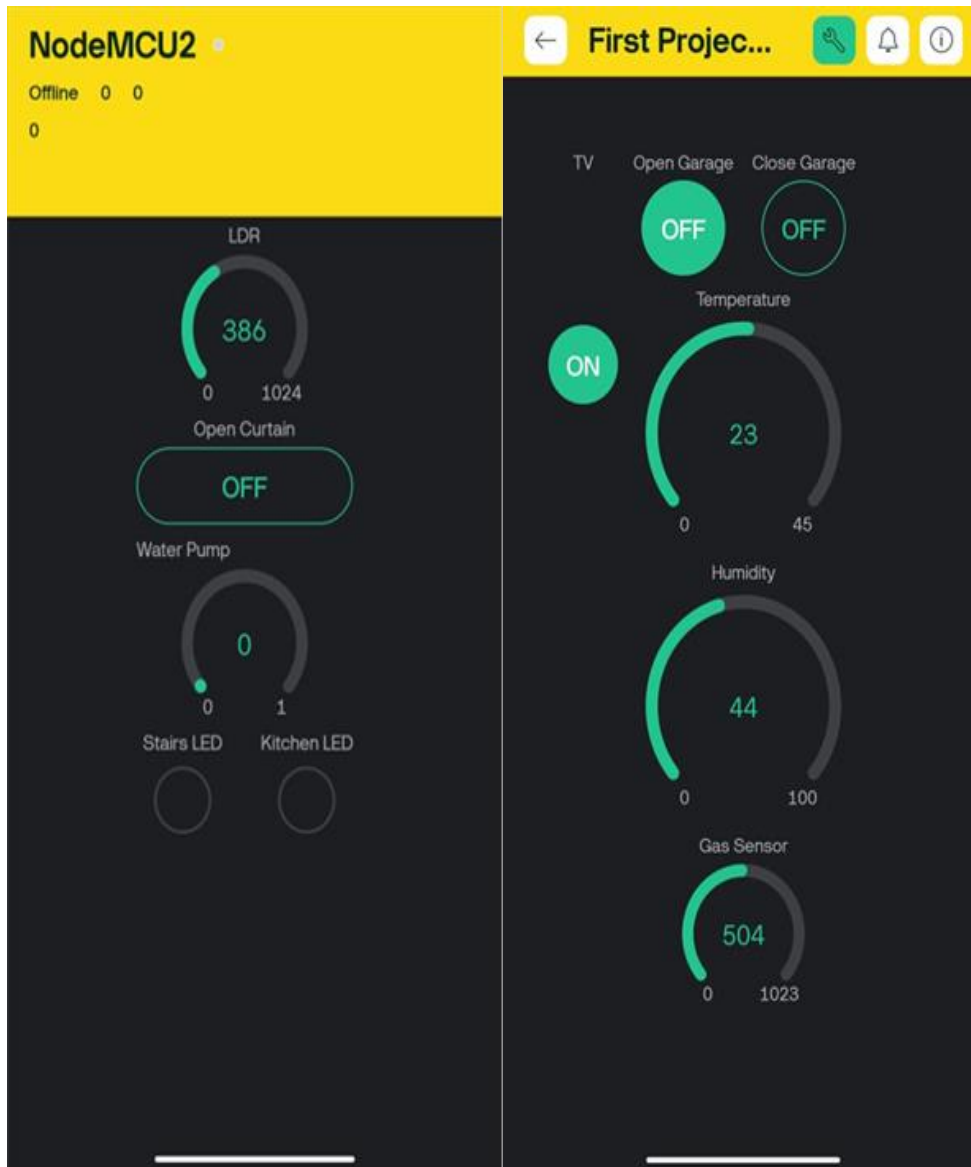 NodeMCU2
Offline 0 0
0
LDR
386
0 1024
Open Curtain
OFF
Water Pump
0
0 1
Stairs LED Kitchen LED
First Projec...
TV Open Garage Close Garage
OFF OFF
Temperature
ON
23
0 45
Humidity
44
0 100
Gas Sensor
504
0 1023